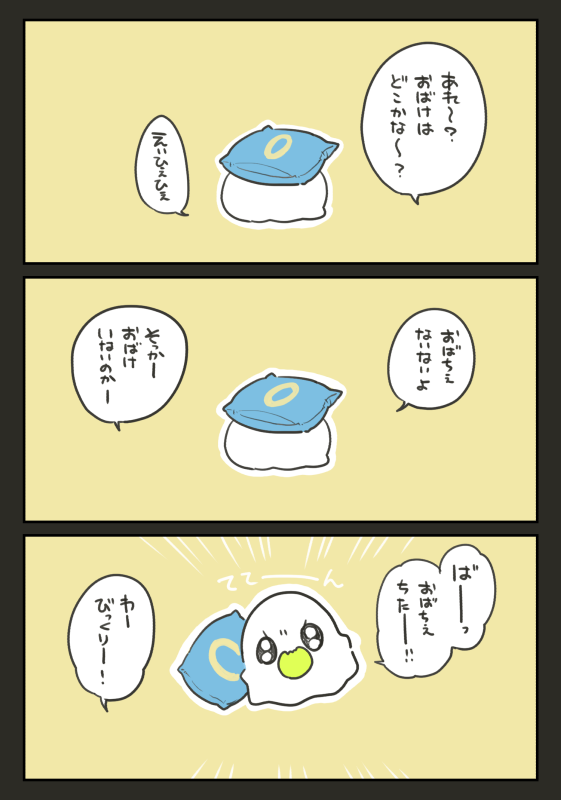 あれ〜？
おばけは
どこかな〜？
えいひぇひぇ
おばちぇ
ないないよ
そっかー
おばけ
いないのかー
ばーーっ
おばちぇ
ちたーー!!
ててーーん
わー
びっくりー！